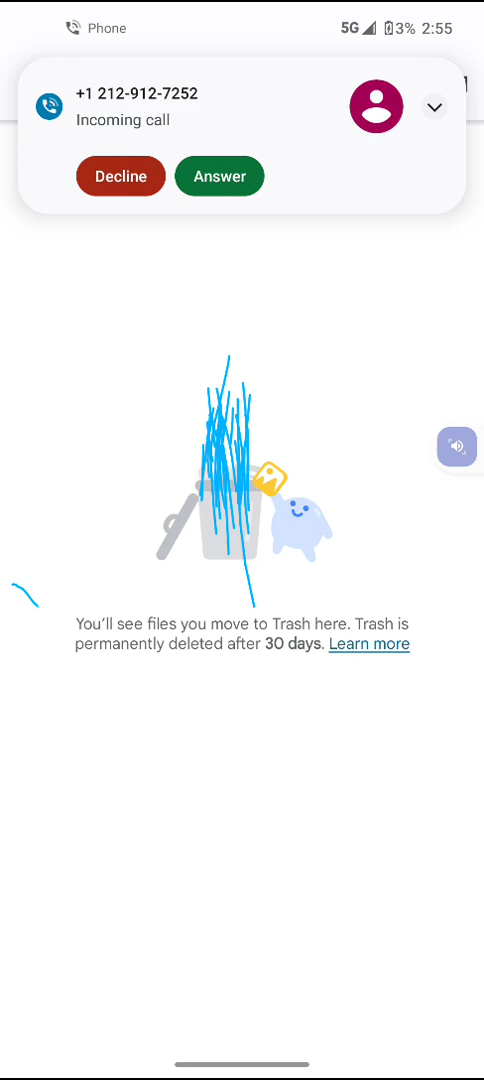 Phone
5G 3% 2:55
+1 212-912-7252
Incoming call
Decline Answer
You'll see files you move to Trash here. Trash is
permanently deleted after 30 days. Learn more